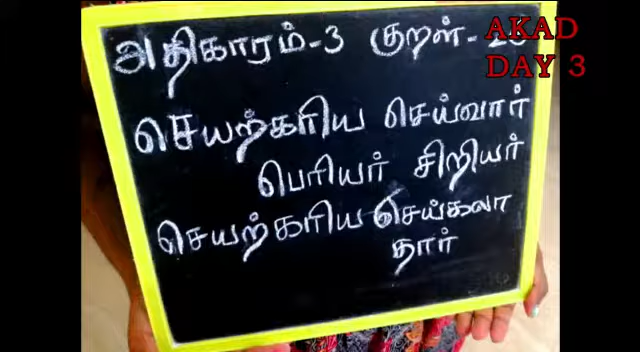 அதிகாரம்-3 குறள்-
AKAD
DAY 3
செயற்கரிய செய்வார்
பெரியர் சிறியர்
செயற்கரிய செய்கலா
தார்